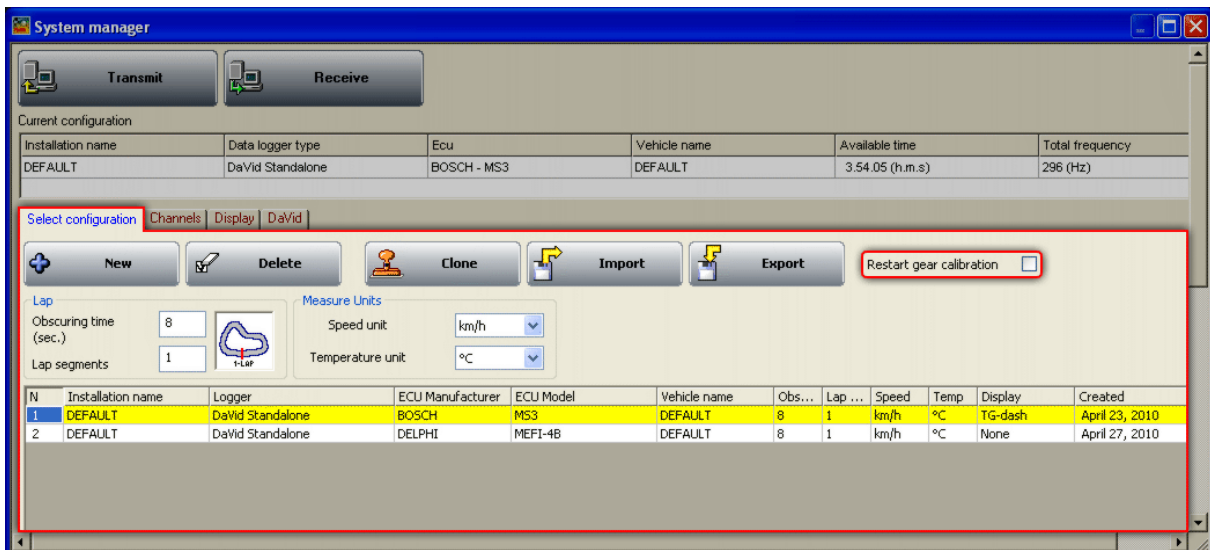 System manager
Transmit Receive
Current configuration
Installation name Data logger type Ecu Vehicle name Available time Total frequency
DEFAULT DaVid Standalone BOSCH - MS3 DEFAULT 3.54.05 (h.m.s) 296 (Hz)
Select configuration Channels Display DaVid
New Delete Clone Import Export Restart gear calibration
Lap Measure Units
Obscuring time 8 Speed unit km/h
(sec.)
Lap segments 1 1-LAP Temperature unit °C
N Installation name Logger ECU Manufacturer ECU Model Vehicle name Obs... Lap ... Speed Temp Display Created
1 DEFAULT DaVid Standalone BOSCH MS3 DEFAULT 8 1 km/h °C TG-dash April 23, 2010
2 DEFAULT DaVid Standalone DELPHI MEFI-4B DEFAULT 8 1 km/h °C None April 27, 2010